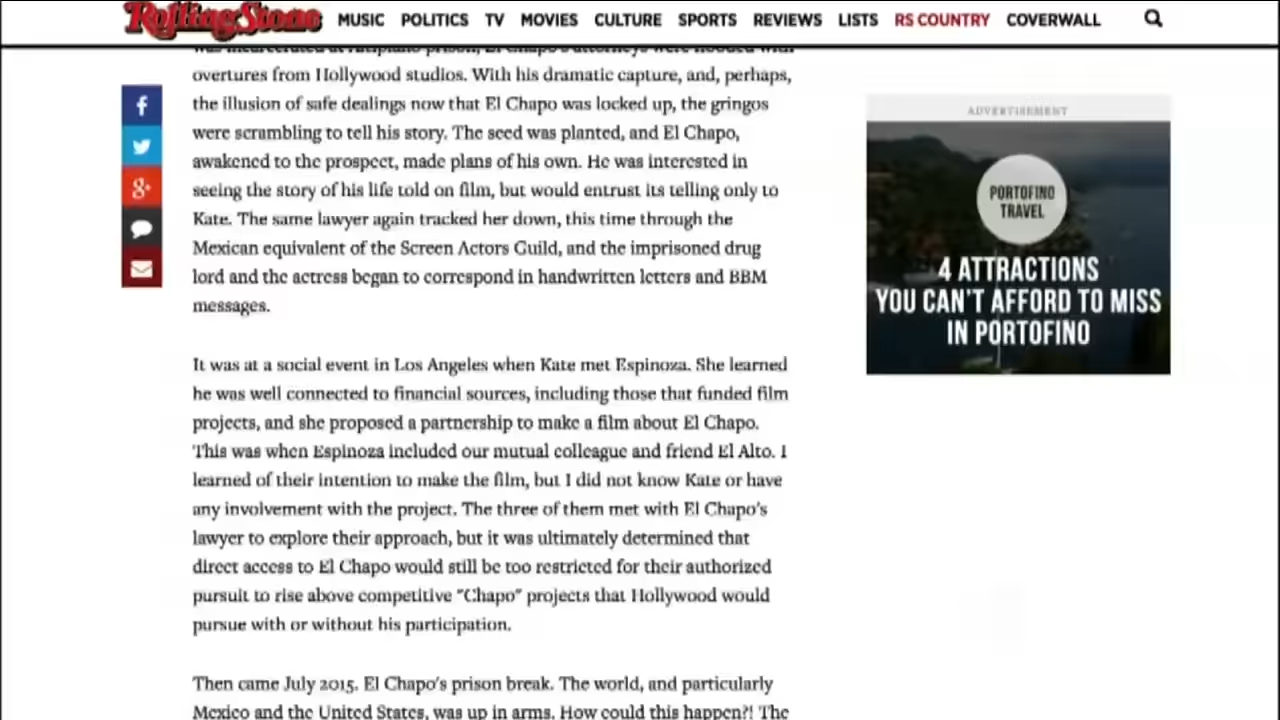 RollingStone MUSIC POLITICS TV MOVIES CULTURE SPORTS REVIEWS LISTS RS COUNTRY COVERWALL
was incarcerated at Altiplano prison, El Chapo's attorneys were flooded with
overtures from Hollywood studios. With his dramatic capture, and, perhaps,
the illusion of safe dealings now that El Chapo was locked up, the gringos
were scrambling to tell his story. The seed was planted, and El Chapo,
awakened to the prospect, made plans of his own. He was interested in
seeing the story of his life told on film, but would entrust its telling only to
Kate. The same lawyer again tracked her down, this time through the
Mexican equivalent of the Screen Actors Guild, and the imprisoned drug
lord and the actress began to correspond in handwritten letters and BBM
messages.
It was at a social event in Los Angeles when Kate met Espinoza. She learned
he was well connected to financial sources, including those that funded film
projects, and she proposed a partnership to make a film about El Chapo.
This was when Espinoza included our mutual colleague and friend El Alto. I
learned of their intention to make the film, but I did not know Kate or have
any involvement with the project. The three of them met with El Chapo's
lawyer to explore their approach, but it was ultimately determined that
direct access to El Chapo would still be too restricted for their authorized
pursuit to rise above competitive "Chapo" projects that Hollywood would
pursue with or without his participation.
Then came July 2015. El Chapo's prison break. The world, and particularly
Mexico and the United States, was up in arms. How could this happen?! The
f
8+
ADVERTISEMENT
PORTOFINO
TRAVEL
4 ATTRACTIONS
YOU CAN'T AFFORD TO MISS
IN PORTOFINO